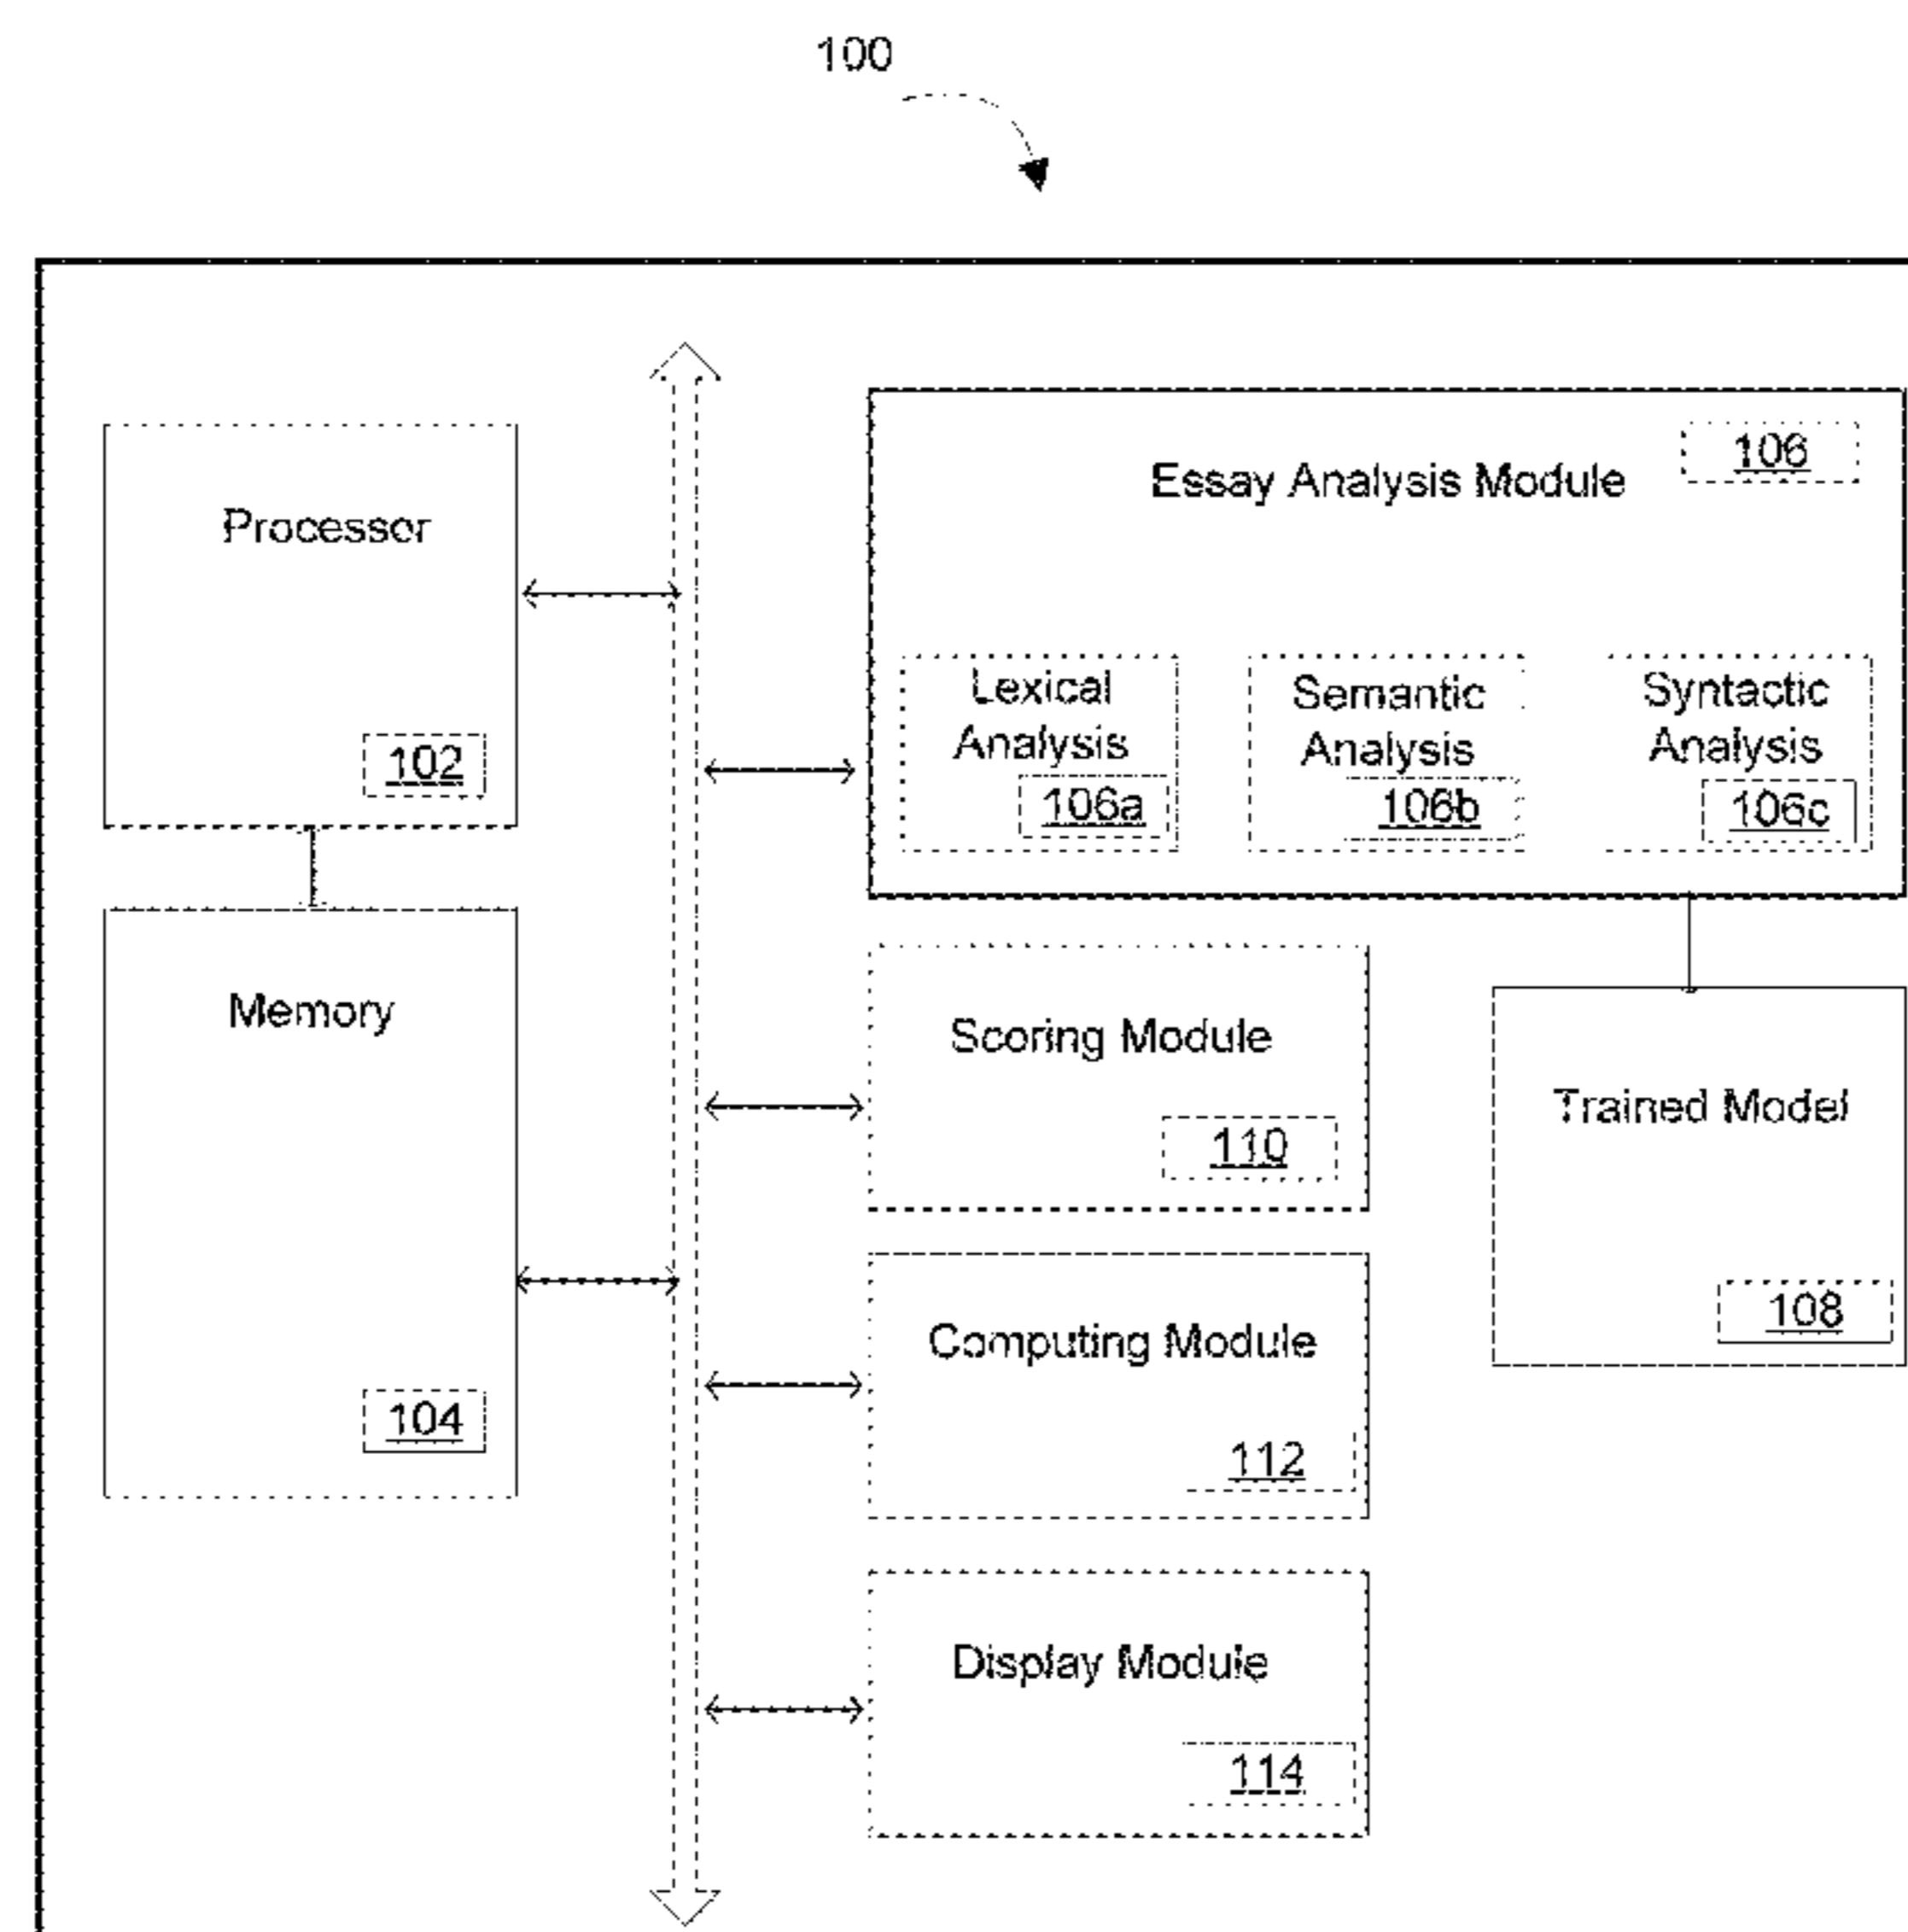 100
Processor
102
Memory
104
Essay Analysis Module
106
Lexical
Analysis
106a
Semantic
Analysis
106b
Syntactic
Analysis
106c
Scoring Module
110
Trained Model
108
Computing Module
112
Display Module
114